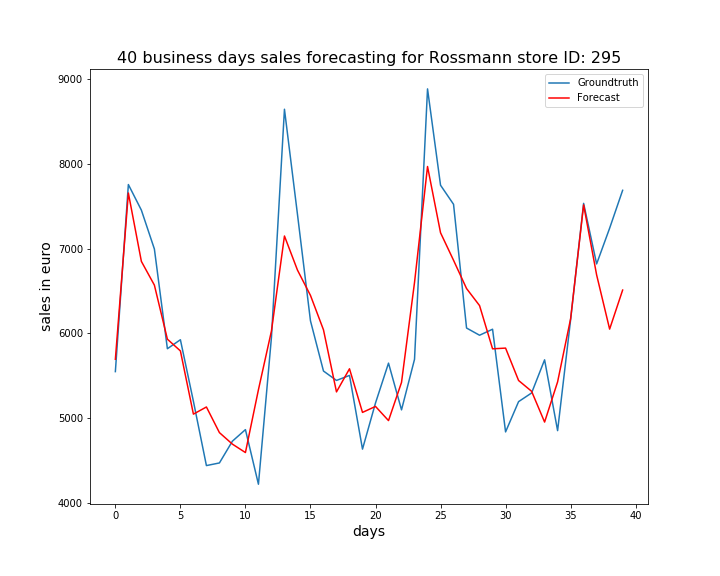 40 business days sales forecasting for Rossmann store ID: 295
Groundtruth
Forecast
sales in euro
9000
8000
7000
6000
5000
4000
0 5 10 15 20 25 30 35 40
days